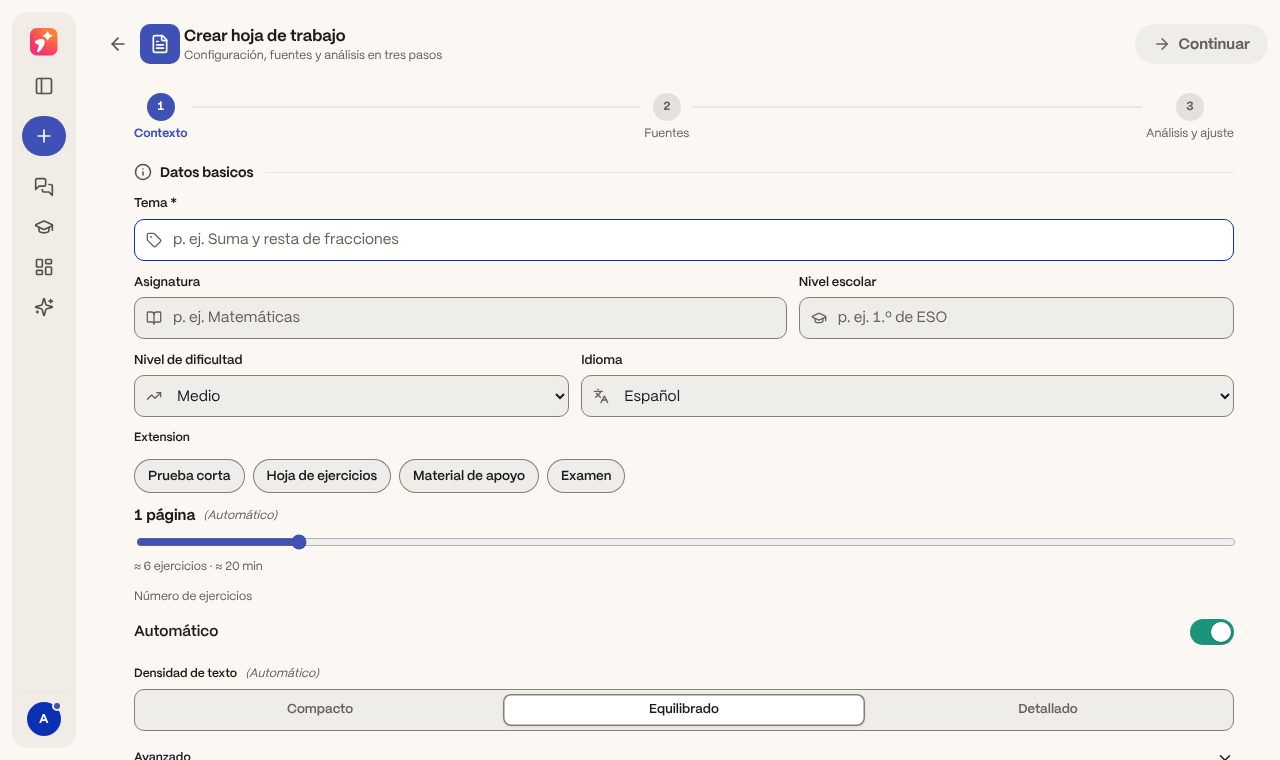 Crear hoja de trabajo
Configuración, fuentes y análisis en tres pasos
Continuar
1
2
3
Contexto
Fuentes
Análisis y ajuste
Datos basicos
Tema *
p. ej. Suma y resta de fracciones
Asignatura
Nivel escolar
p. ej. Matemáticas
p. ej. 1.º de ESO
Nivel de dificultad
Idioma
Medio
Español
Extension
Prueba corta
Hoja de ejercicios
Material de apoyo
Examen
1 página (Automático)
≈ 6 ejercicios · ≈ 20 min
Número de ejercicios
Automático
Densidad de texto (Automático)
Compacto
Equilibrado
Detallado
Avanzado
A